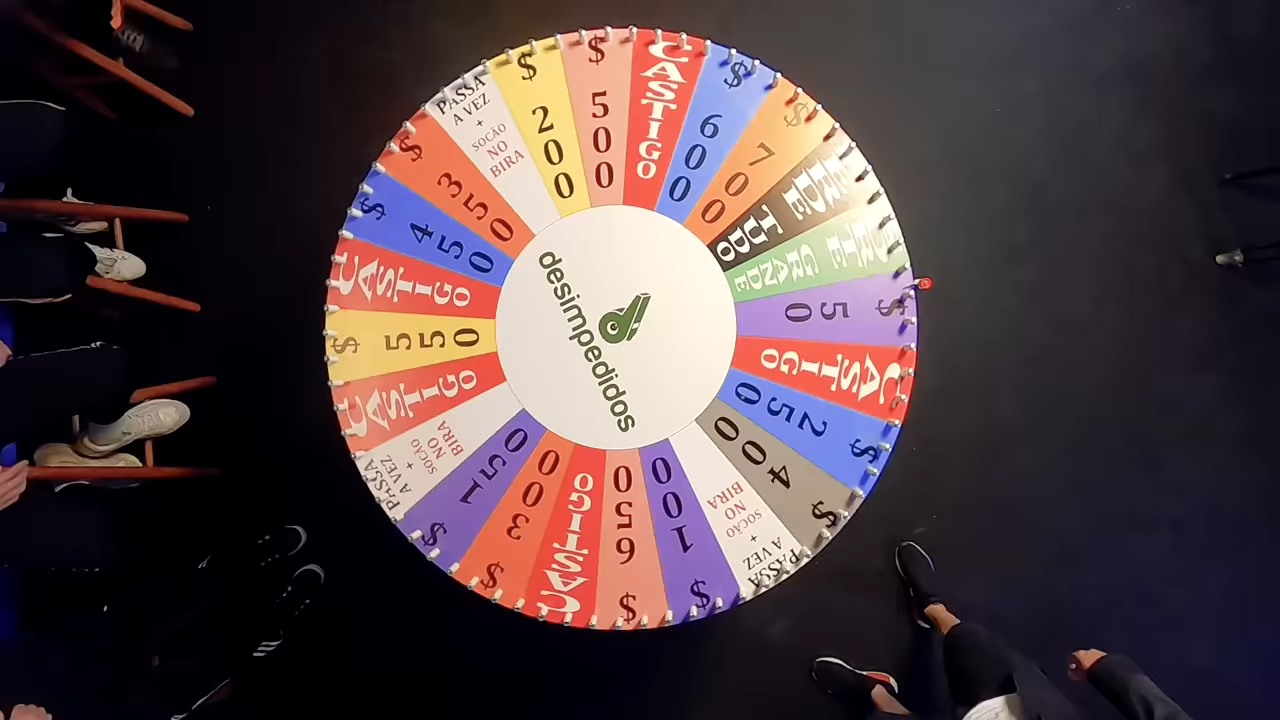 $ 500
CASTIGO
$ 600
$ 700
PERDE TUDO
CORTE GRANDE
$ 50
CASTIGO
$ 250
$ 400
PASSA
A VEZ
+
SOCÃO
NO
BIRA
$ 100
$ 650
CASTIGO
$ 300
$ 150
PASSA
A VEZ
+
SOCÃO
NO
BIRA
CASTIGO
$ 550
CASTIGO
$ 450
$ 350
PASSA
A VEZ
+
SOCÃO
NO
BIRA
$ 200
desimpedidos